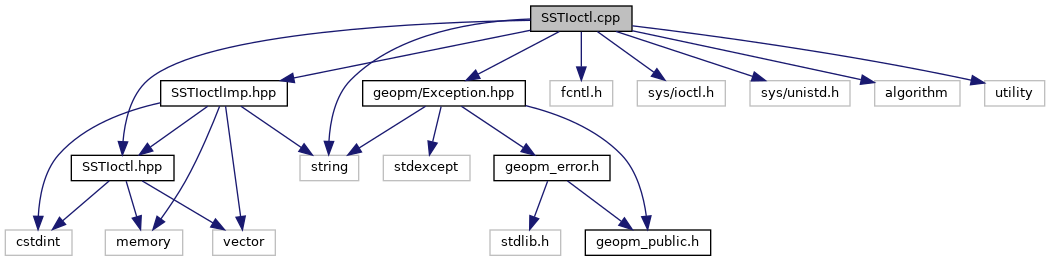 SSTIoctl.cpp
SSTIoctlImp.hpp
geopm/Exception.hpp
fcntl.h
sys/ioctl.h
sys/unistd.h
algorithm
utility
SSTIoctl.hpp
string
stdexcept
geopm_error.h
cstdint
memory
vector
stdlib.h
geopm_public.h